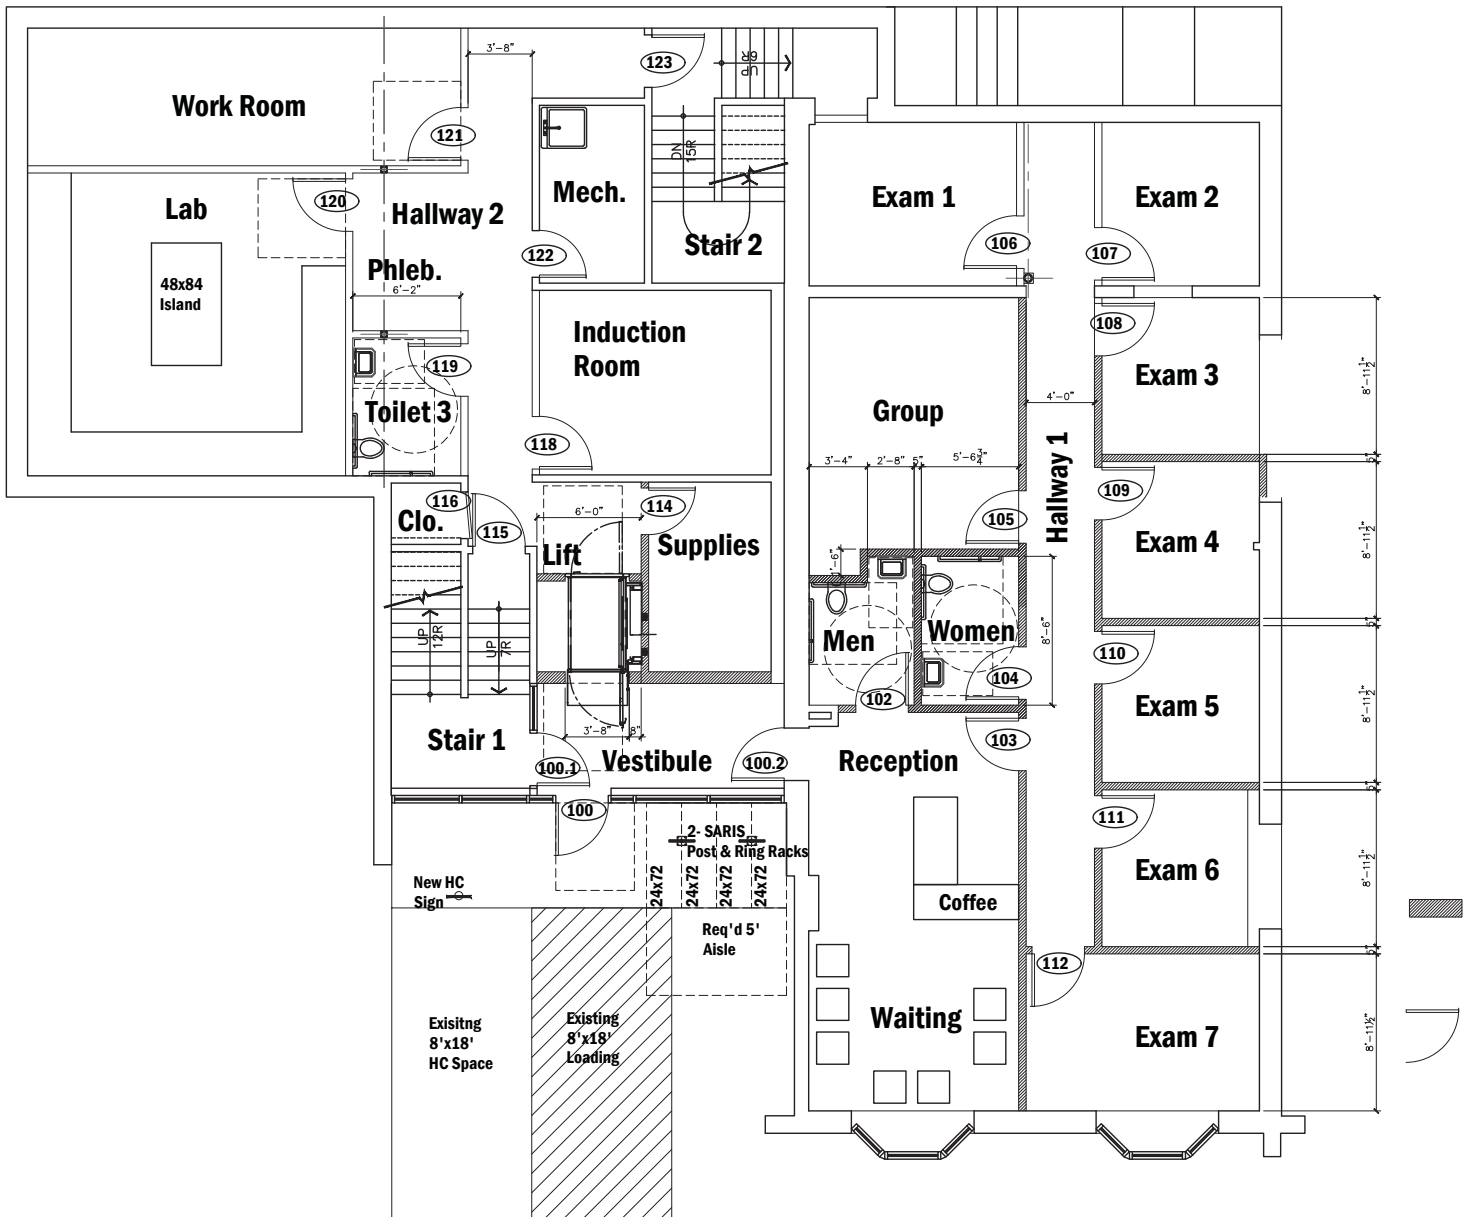 3'-8"
123
UP
6R
Work Room
121
DN
15R
Mech.
Exam 1
Exam 2
Lab
120
Hallway 2
122
Stair 2
106
107
Phleb.
6'-2"
48x84
Island
Induction
Room
108
119
Exam 3
8'-11½"
Toilet 3
Group
4'-0"
118
3'-4"
2'-8"
5"
5'-6¾"
Hallway 1
5"
116
Clo.
115
6'-0"
114
Lift
Supplies
105
109
Exam 4
8'-11½"
1'-6"
UP
12R
UP
7R
Men
Women
8'-6"
5"
110
104
102
Exam 5
8'-11½"
Stair 1
3'-8"
8"
100.1
Vestibule
100.2
Reception
103
5"
100
2- SARIS
Post & Ring Racks
111
24x72
24x72
24x72
24x72
New HC
Sign
Coffee
Exam 6
8'-11½"
Req'd 5'
Aisle
5"
112
Exisitng
8'x18'
HC Space
Existing
8'x18'
Loading
Waiting
Exam 7
8'-11½"